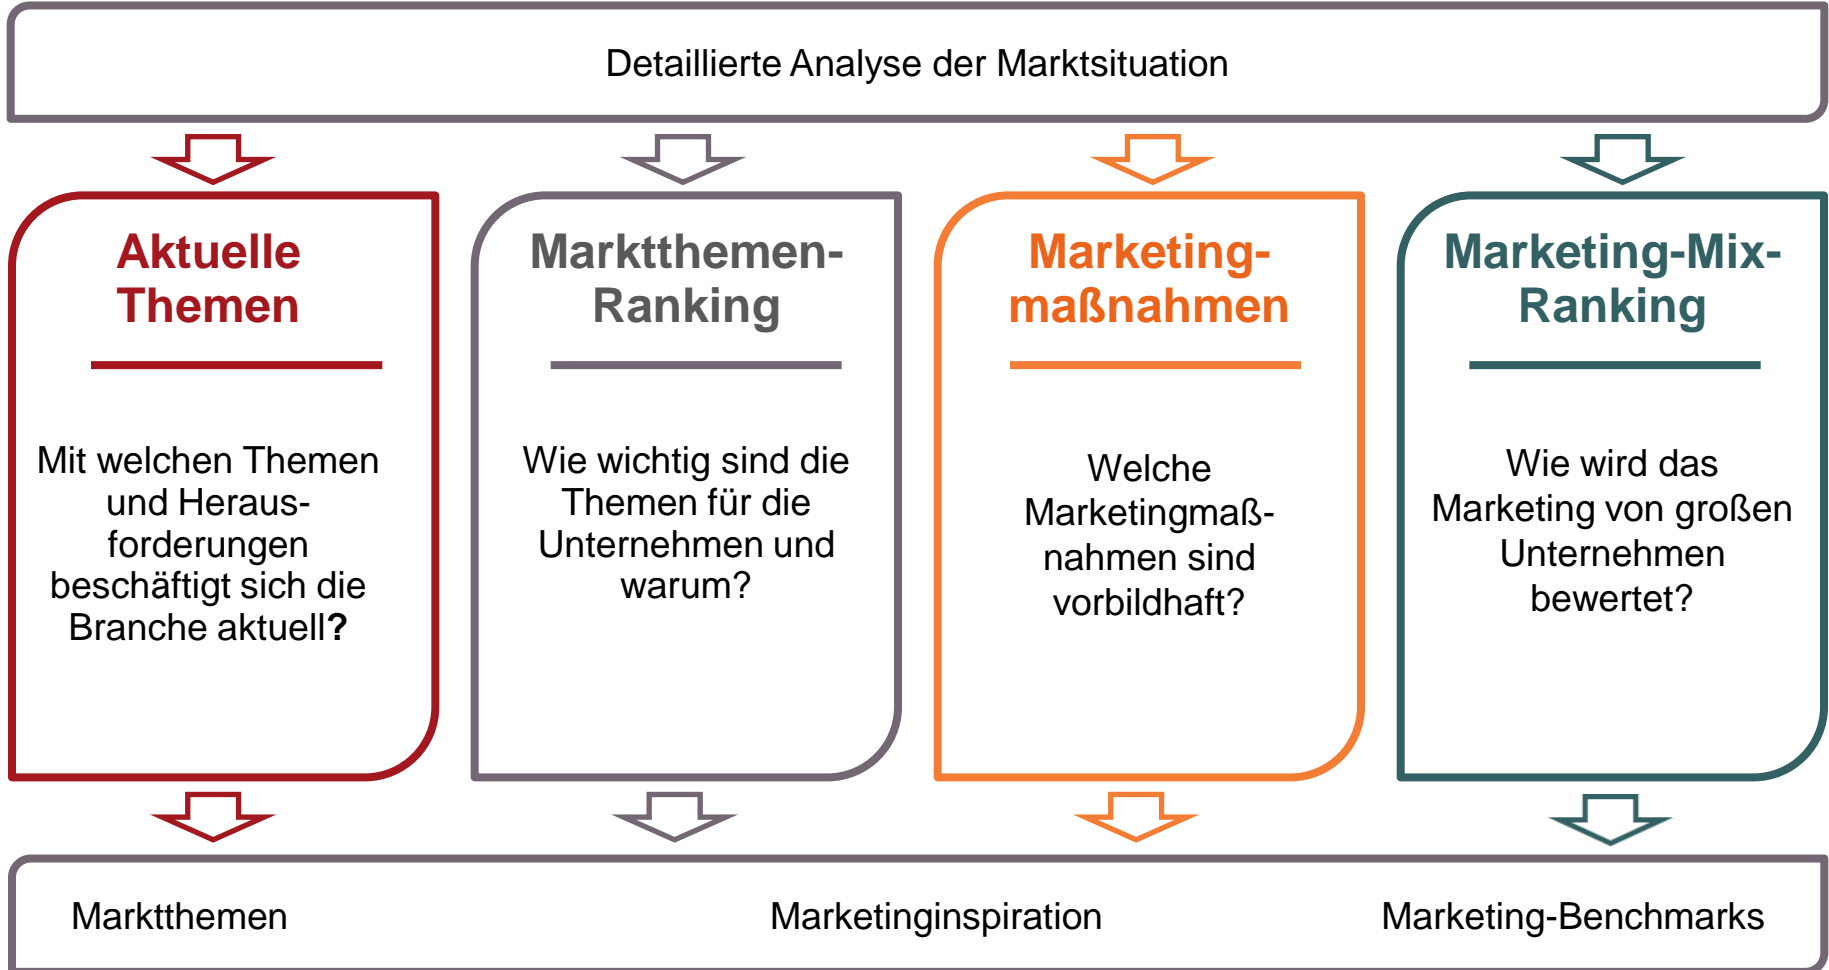 Detaillierte Analyse der Marktsituation
Aktuelle
Themen
Mit welchen Themen
und Heraus-
forderungen
beschäftigt sich die
Branche aktuell?
Marktthemen-
Ranking
Wie wichtig sind die
Themen für die
Unternehmen und
warum?
Marketing-
maßnahmen
Welche
Marketingmaß-
nahmen sind
vorbildhaft?
Marketing-Mix-
Ranking
Wie wird das
Marketing von großen
Unternehmen
bewertet?
Marktthemen
Marketinginspiration
Marketing-Benchmarks